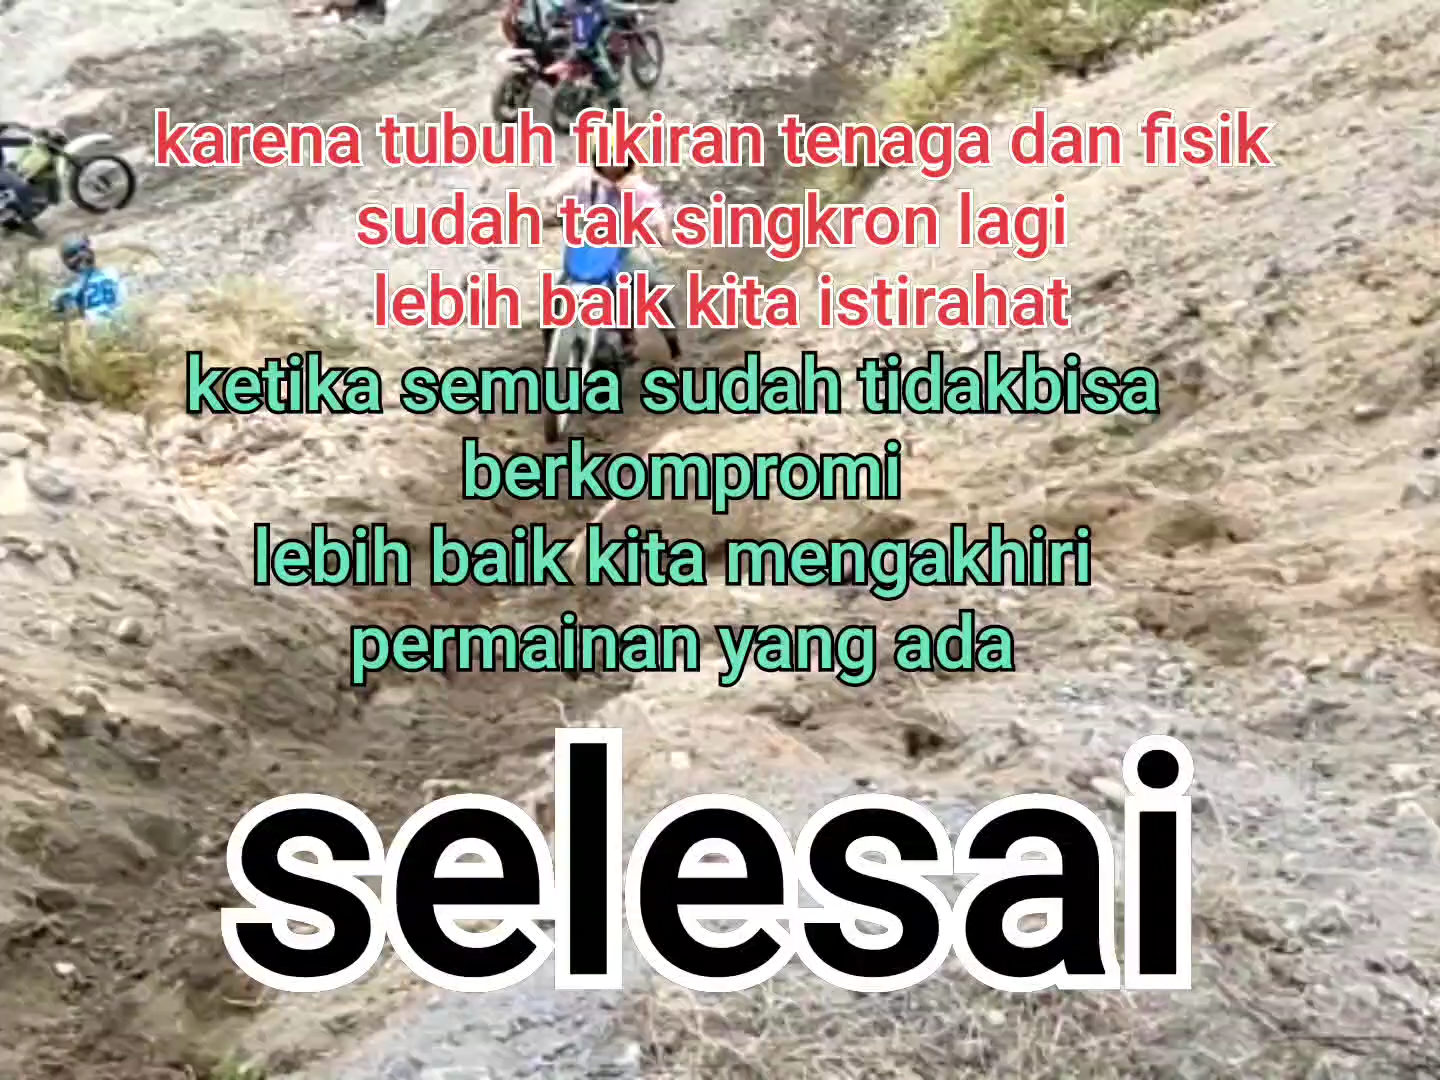 karena tubuh fikiran tenaga dan fisik
sudah tak singkron lagi
lebih baik kita istirahat
ketika semua sudah tidakbisa
berkompromi
lebih baik kita mengakhiri
permainan yang ada
selesai
26